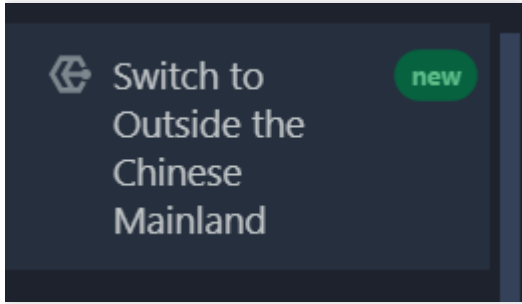 Switch to
Outside the
Chinese
Mainland
new